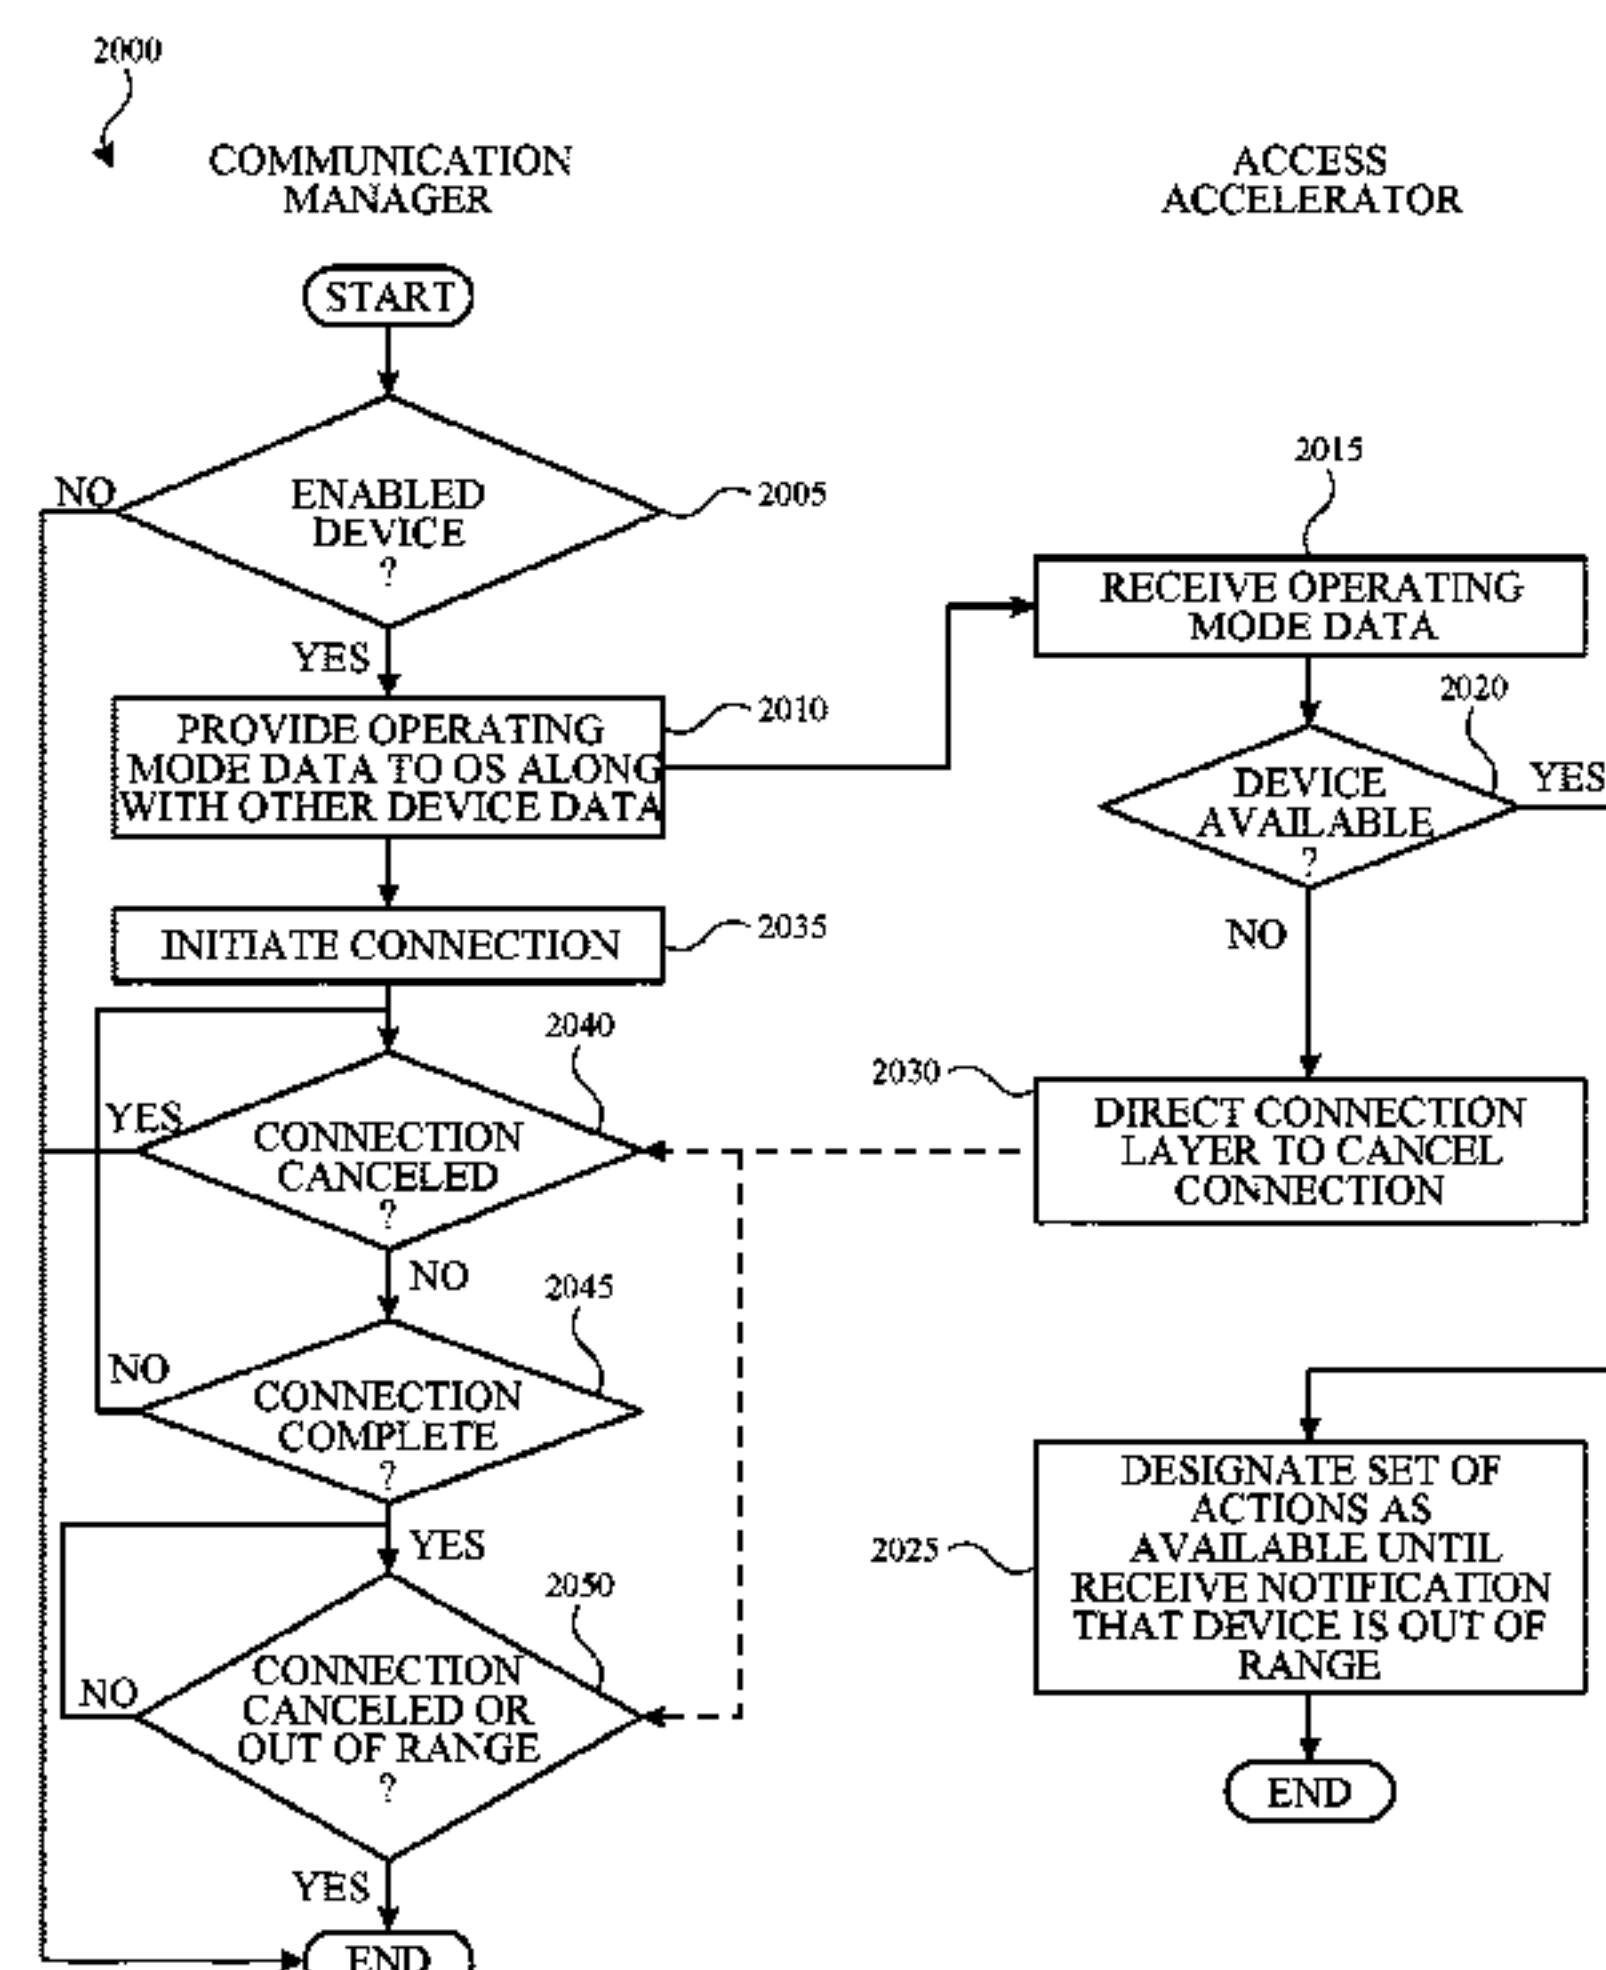 2000
COMMUNICATION
MANAGER
START
ENABLED
DEVICE
?
NO
2005
YES
PROVIDE OPERATING
MODE DATA TO OS ALONG
WITH OTHER DEVICE DATA
2010
INITIATE CONNECTION
2035
2040
YES
CONNECTION
CANCELED
?
NO
2045
NO
CONNECTION
COMPLETE
?
YES
2050
NO
CONNECTION
CANCELED OR
OUT OF RANGE
?
YES
END
ACCESS
ACCELERATOR
2015
RECEIVE OPERATING
MODE DATA
2020
DEVICE
AVAILABLE
?
YES
NO
2030
DIRECT CONNECTION
LAYER TO CANCEL
CONNECTION
2025
DESIGNATE SET OF
ACTIONS AS
AVAILABLE UNTIL
RECEIVE NOTIFICATION
THAT DEVICE IS OUT OF
RANGE
END